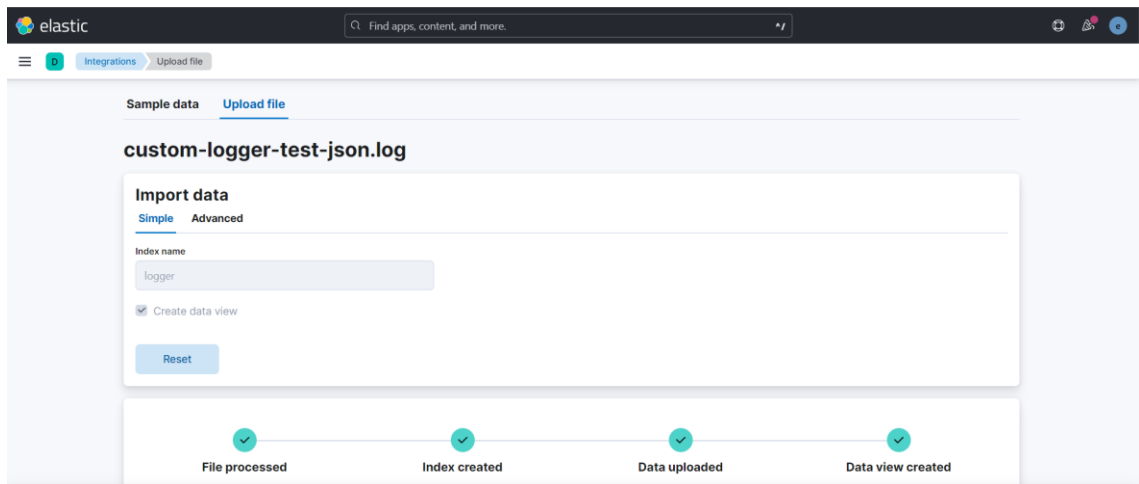 elastic
Find apps, content, and more.
^/
e
D
Integrations
Upload file
Sample data
Upload file
custom-logger-test-json.log
Import data
Simple
Advanced
Index name
logger
Create data view
Reset
File processed
Index created
Data uploaded
Data view created